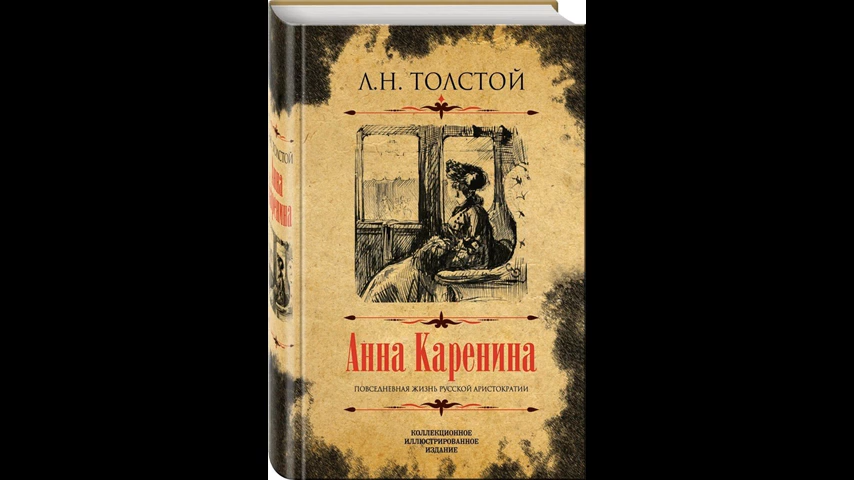 Л.Н. ТОЛСТОЙ
Анна Каренина
ПОВСЕДНЕВНАЯ ЖИЗНЬ РУССКОЙ АРИСТОКРАТИИ
КОЛЛЕКЦИОННОЕ
ИЛЛЮСТРИРОВАННОЕ
ИЗДАНИЕ